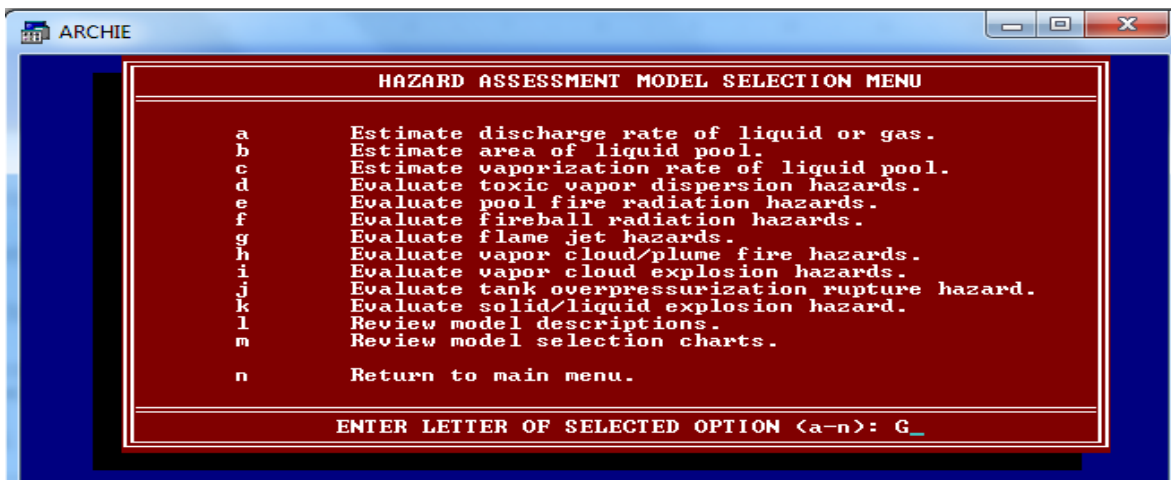 ARCHIE
HAZARD ASSESSMENT MODEL SELECTION MENU
a Estimate discharge rate of liquid or gas.
b Estimate area of liquid pool.
c Estimate vaporization rate of liquid pool.
d Evaluate toxic vapor dispersion hazards.
e Evaluate pool fire radiation hazards.
f Evaluate fireball radiation hazards.
g Evaluate flame jet hazards.
h Evaluate vapor cloud/plume fire hazards.
i Evaluate vapor cloud explosion hazards.
j Evaluate tank overpressurization rupture hazard.
k Evaluate solid/liquid explosion hazard.
l Review model descriptions.
m Review model selection charts.
n Return to main menu.
ENTER LETTER OF SELECTED OPTION (a-n): G_